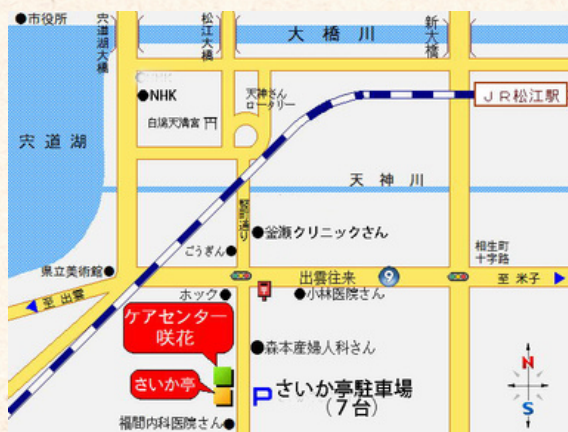 市役所
宍道湖大橋
松江大橋
大橋川
新大橋
NHK
天神さん
ロータリー
JR松江駅
白潟天満宮
宍道湖
天神川
竪町通り
釜瀬クリニックさん
ごうぎん
相生町
十字路
県立美術館
出雲往来
9
至 米子
至 出雲
ホック
小林医院さん
ケアセンター
咲花
森本産婦人科さん
さいか亭
P さいか亭駐車場
(7台)
福間内科医院さん
N
S